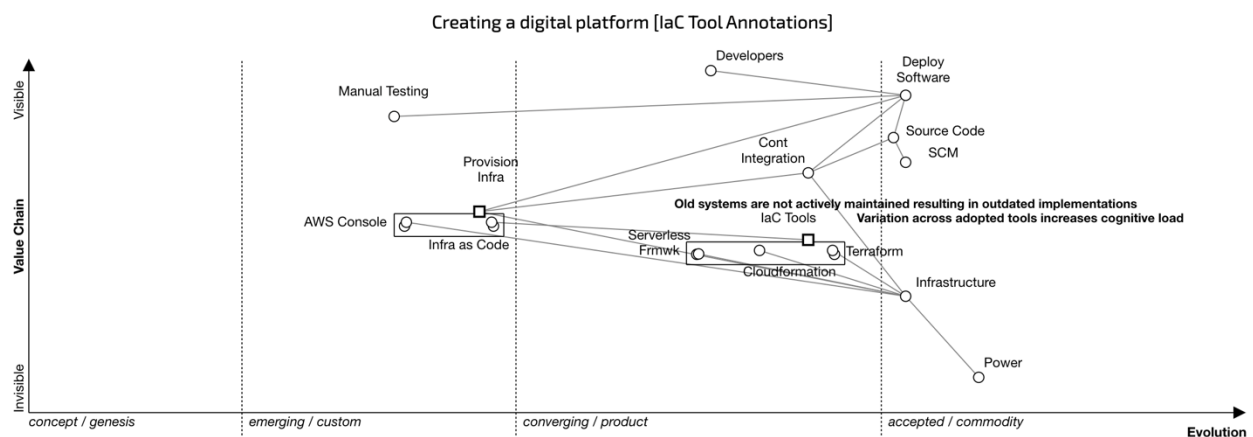 Creating a digital platform [IaC Tool Annotations]
Developers
Deploy
Software
Visible
Manual Testing
Source Code
Cont
Integration
SCM
Provision
Infra
Old systems are not actively maintained resulting in outdated implementations
IaC Tools
Variation across adopted tools increases cognitive load
AWS Console
Infra as Code
Serverless
Frmwk
Terraform
Cloudformation
Value Chain
Infrastructure
Power
Invisible
concept / genesis
emerging / custom
converging / product
accepted / commodity
Evolution